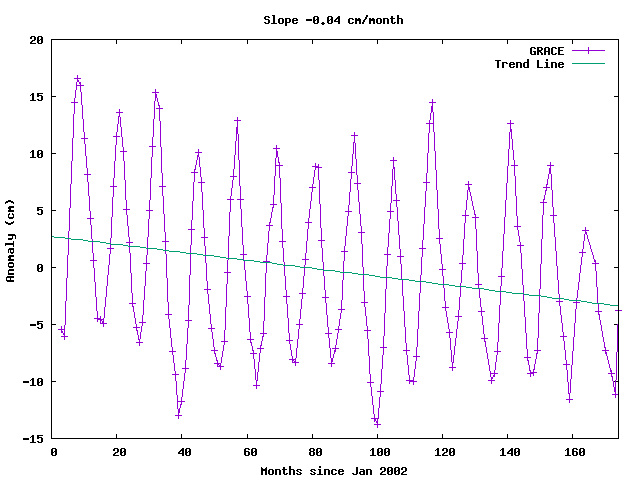 Slope -0.04 cm/month
GRACE
Trend Line
20
15
10
5
0
-5
-10
-15
Anomaly (cm)
0 20 40 60 80 100 120 140 160
Months since Jan 2002